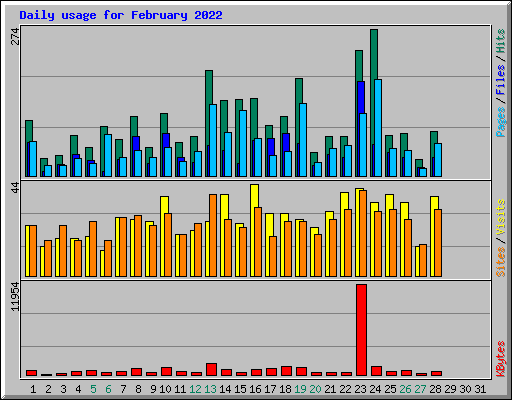 Daily usage for February 2022
274
Pages / Files / Hits
44
Sites / Visits
11954
KBytes
1 2 3 4 5 6 7 8 9 10 11 12 13 14 15 16 17 18 19 20 21 22 23 24 25 26 27 28 29 30 31